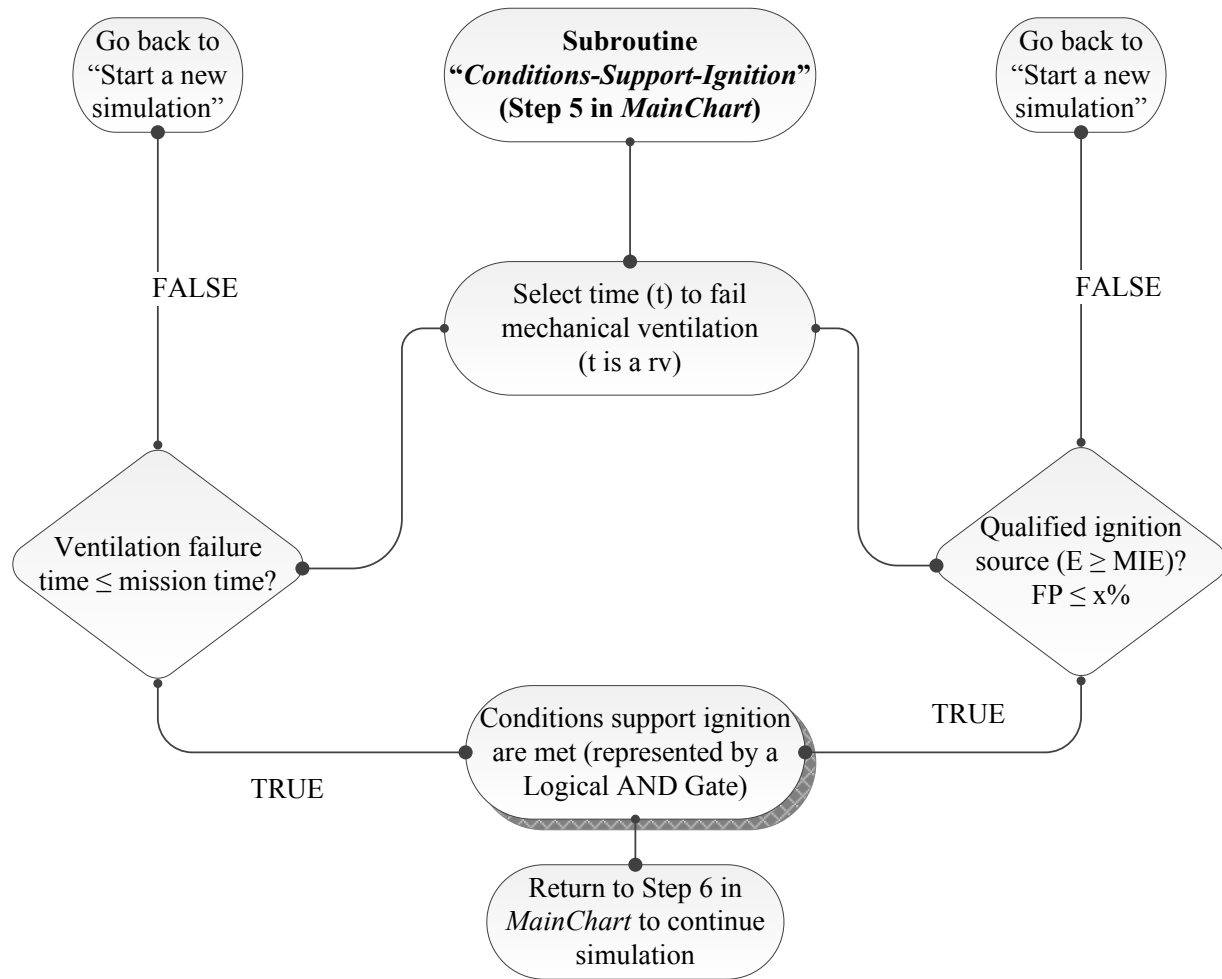 Go back to
“Start a new
simulation”
Subroutine
“Conditions-Support-Ignition”
(Step 5 in MainChart)
Go back to
“Start a new
simulation”
FALSE
FALSE
Select time (t) to fail
mechanical ventilation
(t is a rv)
Ventilation failure
time ≤ mission time?
Qualified ignition
source (E ≥ MIE)?
FP ≤ x%
TRUE
TRUE
Conditions support ignition
are met (represented by a
Logical AND Gate)
Return to Step 6 in
MainChart to continue
simulation